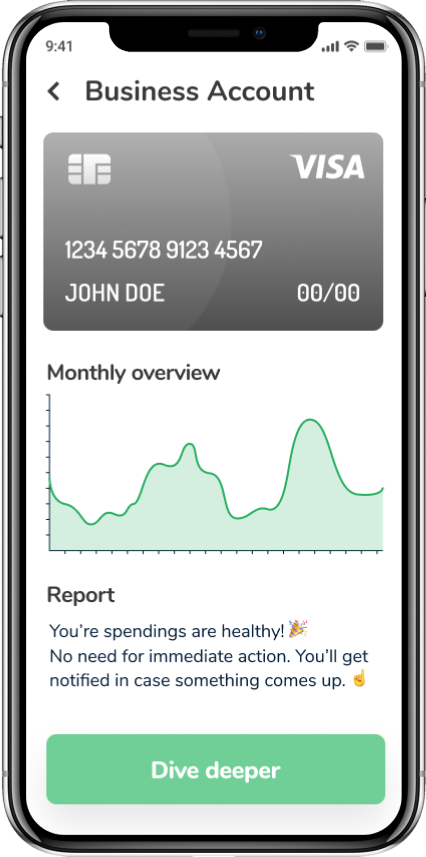 9:41
Business Account
VISA
1234 5678 9123 4567
JOHN DOE 00/00
Monthly overview
Report
You're spendings are healthy! 🎉
No need for immediate action. You'll get
notified in case something comes up. ☝️
Dive deeper